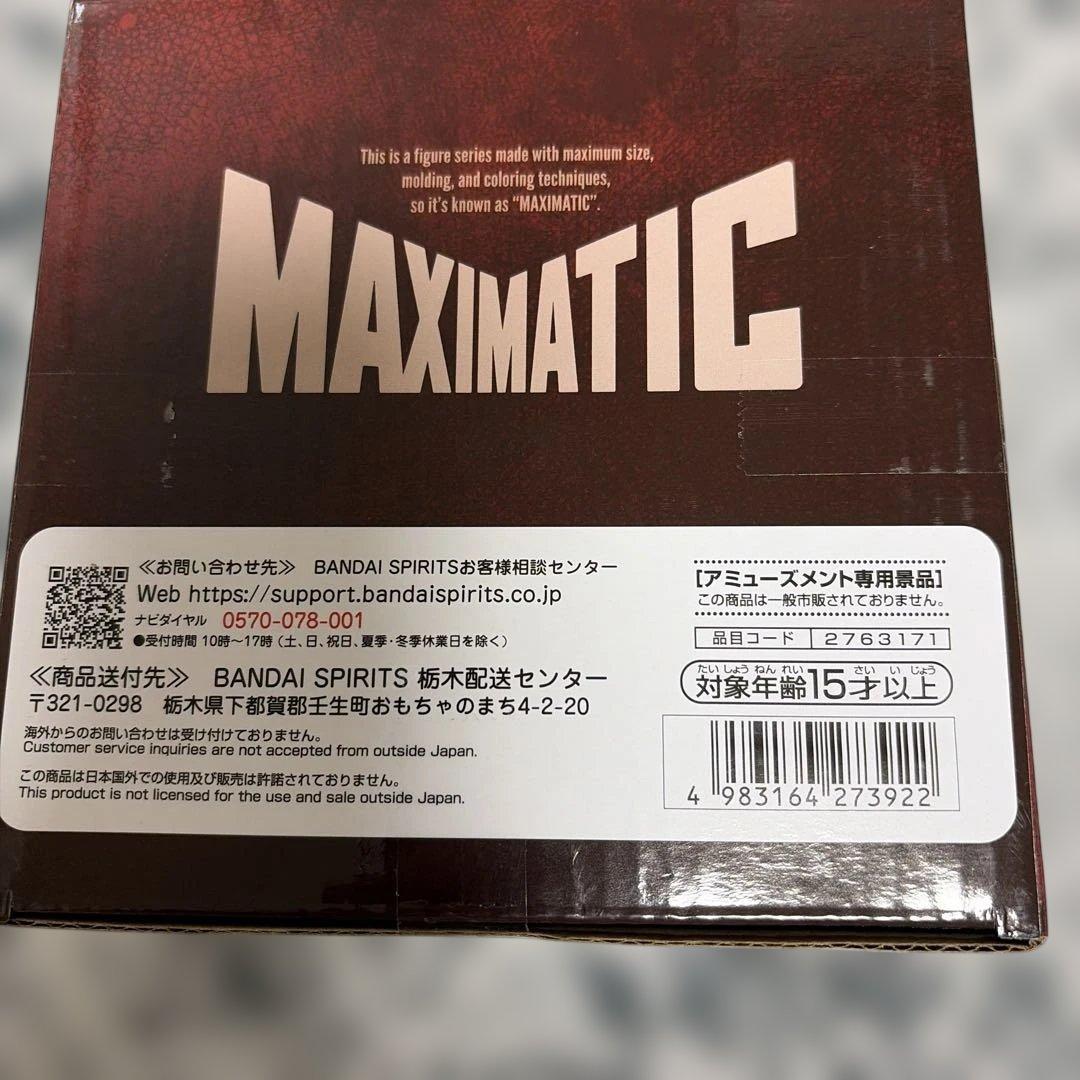 This is a figure series made with maximum size,
molding, and coloring techniques,
so it's known as "MAXIMATIC".
MAXIMATIC
≪お問い合わせ先≫ BANDAI SPIRITSお客様相談センター
Web https://support.bandaispirits.co.jp
ナビダイヤル 0570-078-001
●受付時間 10時～17時（土、日、祝日、夏季・冬季休業日を除く）
≪商品送付先≫ BANDAI SPIRITS 栃木配送センター
〒321-0298 栃木県下都賀郡壬生町おもちゃのまち4-2-20
海外からのお問い合わせは受け付けておりません。
Customer service inquiries are not accepted from outside Japan.
この商品は日本国外での使用及び販売は許諾されておりません。
This product is not licensed for the use and sale outside Japan.
［アミューズメント専用景品］
この商品は一般市販されておりません。
品目コード 2763171
たいしょうねんれい さい いじょう
対象年齢15才以上
4 983164 273922